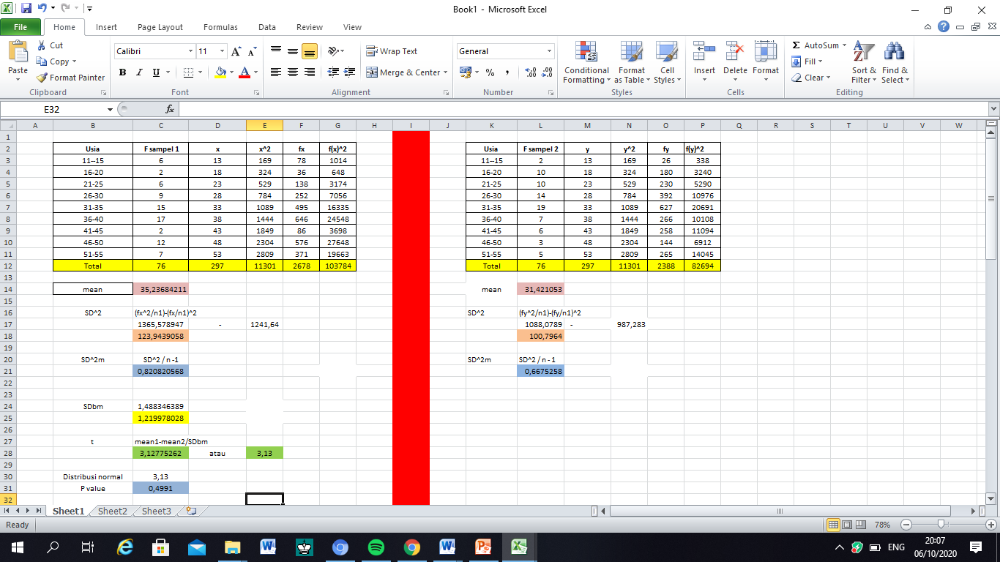 Book1 - Microsoft Excel
File Home Insert Page Layout Formulas Data Review View
Paste Cut Copy Format Painter Clipboard
Calibri 11 A A B I U A Font
Wrap Text Merge & Center Alignment
General % , Number
Conditional Formatting Format as Table Cell Styles Styles
Insert Delete Format Cells
Σ AutoSum Fill Clear Sort & Filter Find & Select Editing
E32 fx
A B C D E F G H I J K L M N O P Q R S T U V W
1
2 Usia F sampel 1 x x^2 fx f(x)^2 Usia F sampel 2 y y^2 fy f(y)^2
3 11--15 6 13 169 78 1014 11--15 2 13 169 26 338
4 16-20 2 18 324 36 648 16-20 10 18 324 180 3240
5 21-25 6 23 529 138 3174 21-25 10 23 529 230 5290
6 26-30 9 28 784 252 7056 26-30 14 28 784 392 10976
7 31-35 15 33 1089 495 16335 31-35 19 33 1089 627 20691
8 36-40 17 38 1444 646 24548 36-40 7 38 1444 266 10108
9 41-45 2 43 1849 86 3698 41-45 6 43 1849 258 11094
10 46-50 12 48 2304 576 27648 46-50 3 48 2304 144 6912
11 51-55 7 53 2809 371 19663 51-55 5 53 2809 265 14045
12 Total 76 297 11301 2678 103784 Total 76 297 11301 2388 82694
13
14 mean 35,23684211 mean 31,421053
15
16 SD^2 (fx^2/n1)-(fx/n1)^2 SD^2 (fy^2/n1)-(fy/n1)^2
17 1365,578947 - 1241,64 1088,0789 - 987,283
18 123,9439058 100,7964
19
20 SD^2m SD^2 / n -1 SD^2m SD^2 / n - 1
21 0,820820568 0,6675258
22
23
24 SDbm 1,488346389
25 1,219978028
26
27 t mean1-mean2/SDbm
28 3,12775262 atau 3,13
29
30 Distribusi normal 3,13
31 P value 0,4991
32
Sheet1 Sheet2 Sheet3
Ready 78%
ENG 20:07
06/10/2020